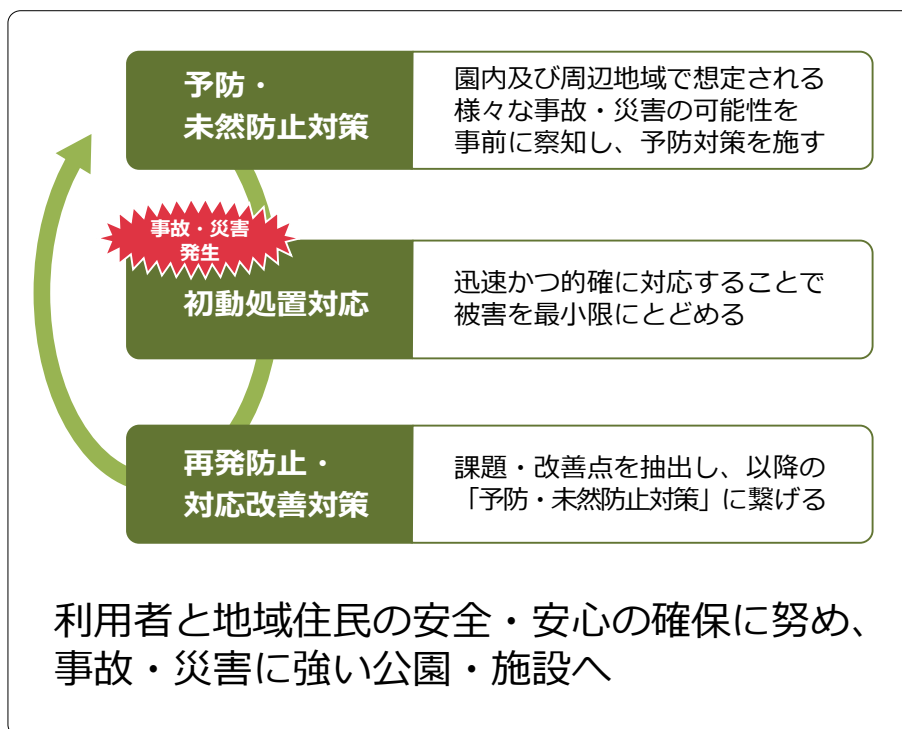 予防・
未然防止対策
園内及び周辺地域で想定される
様々な事故・災害の可能性を
事前に察知し、予防対策を施す
事故・災害
発生
初動処置対応
迅速かつ的確に対応することで
被害を最小限にとどめる
再発防止・
対応改善対策
課題・改善点を抽出し、以降の
「予防・未然防止対策」に繋げる
利用者と地域住民の安全・安心の確保に努め、
事故・災害に強い公園・施設へ